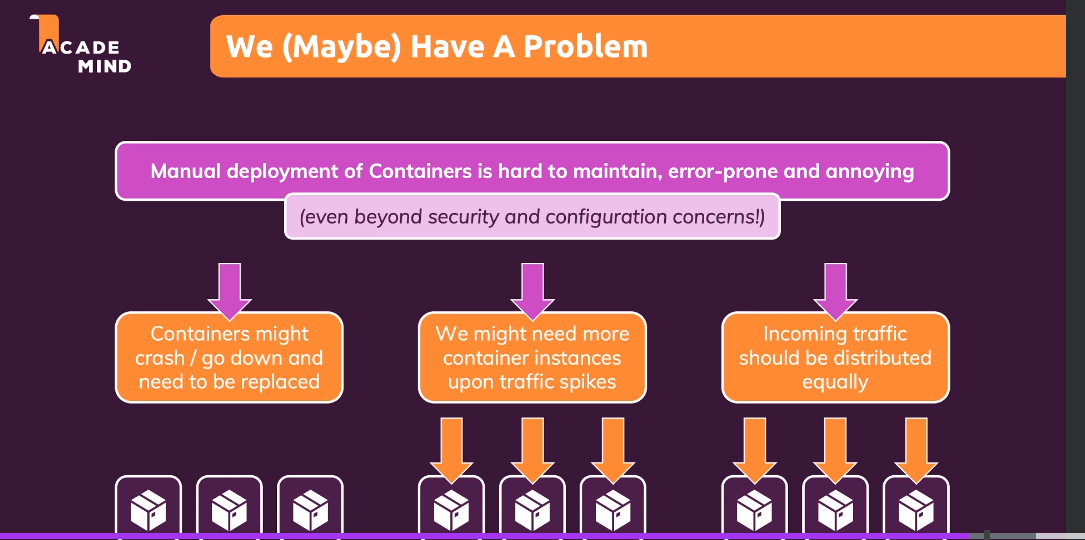 ACADE
MIND
We (Maybe) Have A Problem
Manual deployment of Containers is hard to maintain, error-prone and annoying
(even beyond security and configuration concerns!)
Containers might
crash / go down and
need to be replaced
We might need more
container instances
upon traffic spikes
Incoming traffic
should be distributed
equally